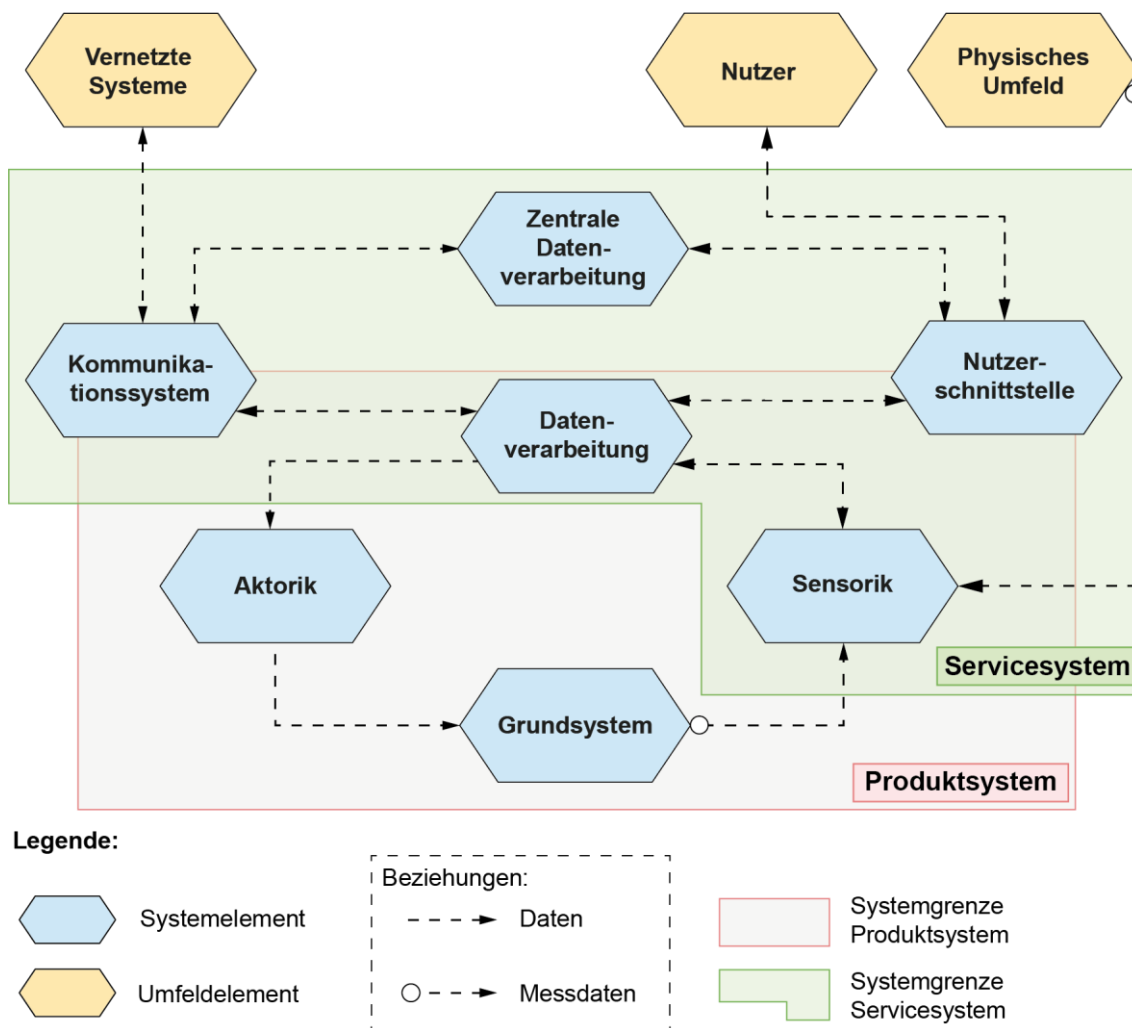 Vernetzte
Systeme
Nutzer
Physisches
Umfeld
Zentrale
Daten-
verarbeitung
Kommunika-
tionssystem
Nutzer-
schnittstelle
Daten-
verarbeitung
Aktorik
Sensorik
Servicesystem
Grundsystem
Produktsystem
Legende:
Systemelement
Umfeldelement
Beziehungen:
Daten
Messdaten
Systemgrenze
Produktsystem
Systemgrenze
Servicesystem